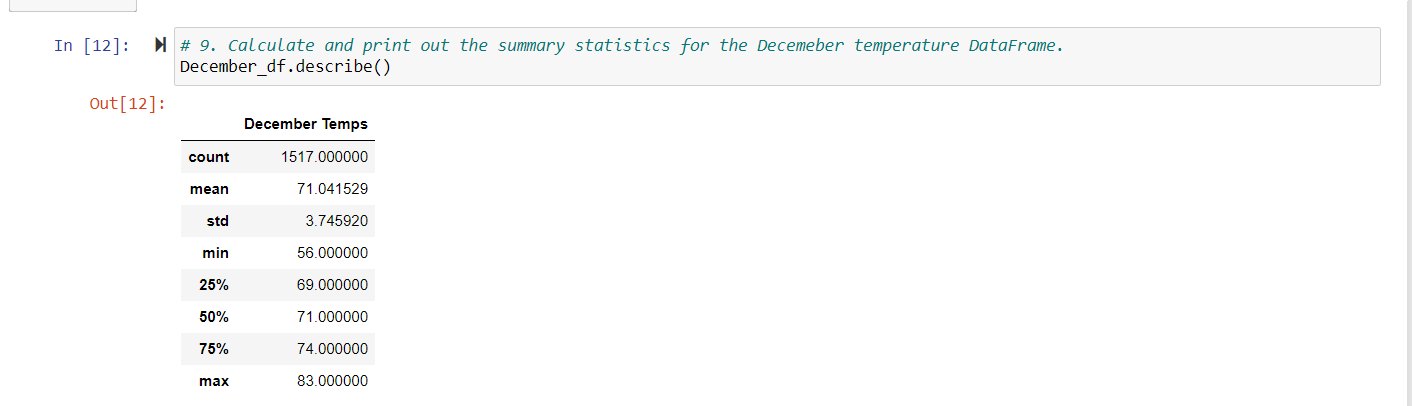 In [12]:
# 9. Calculate and print out the summary statistics for the Decemeber temperature DataFrame.
December_df.describe()
Out[12]:
December Temps
count 1517.000000
mean 71.041529
std 3.745920
min 56.000000
25% 69.000000
50% 71.000000
75% 74.000000
max 83.000000